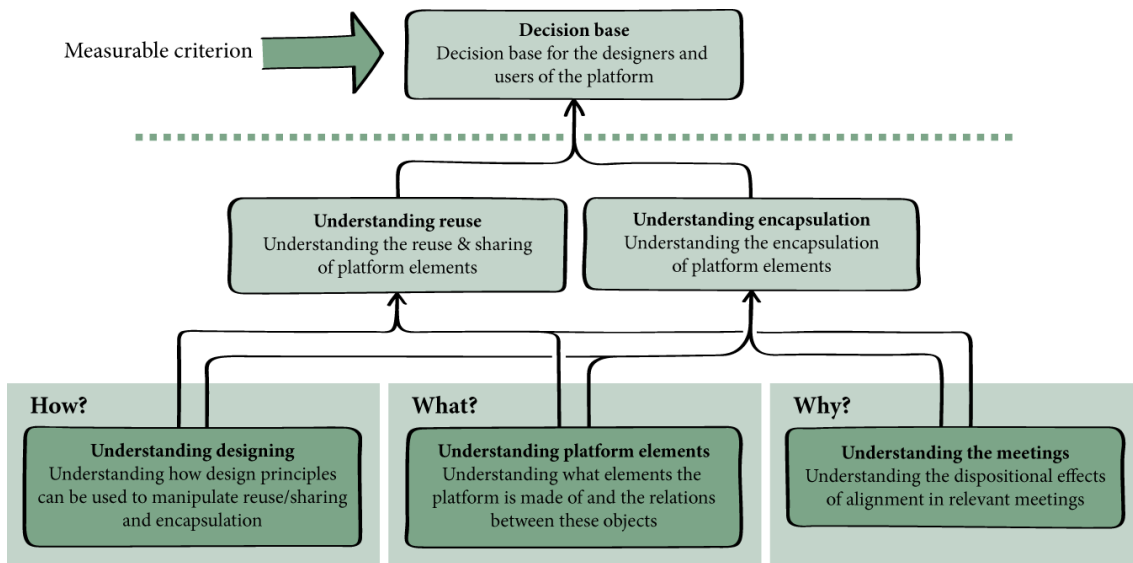 Measurable criterion
Decision base
Decision base for the designers and
users of the platform
Understanding reuse
Understanding the reuse & sharing
of platform elements
Understanding encapsulation
Understanding the encapsulation
of platform elements
How?
Understanding designing
Understanding how design principles
can be used to manipulate reuse/sharing
and encapsulation
What?
Understanding platform elements
Understanding what elements the
platform is made of and the relations
between these objects
Why?
Understanding the meetings
Understanding the dispositional effects
of alignment in relevant meetings